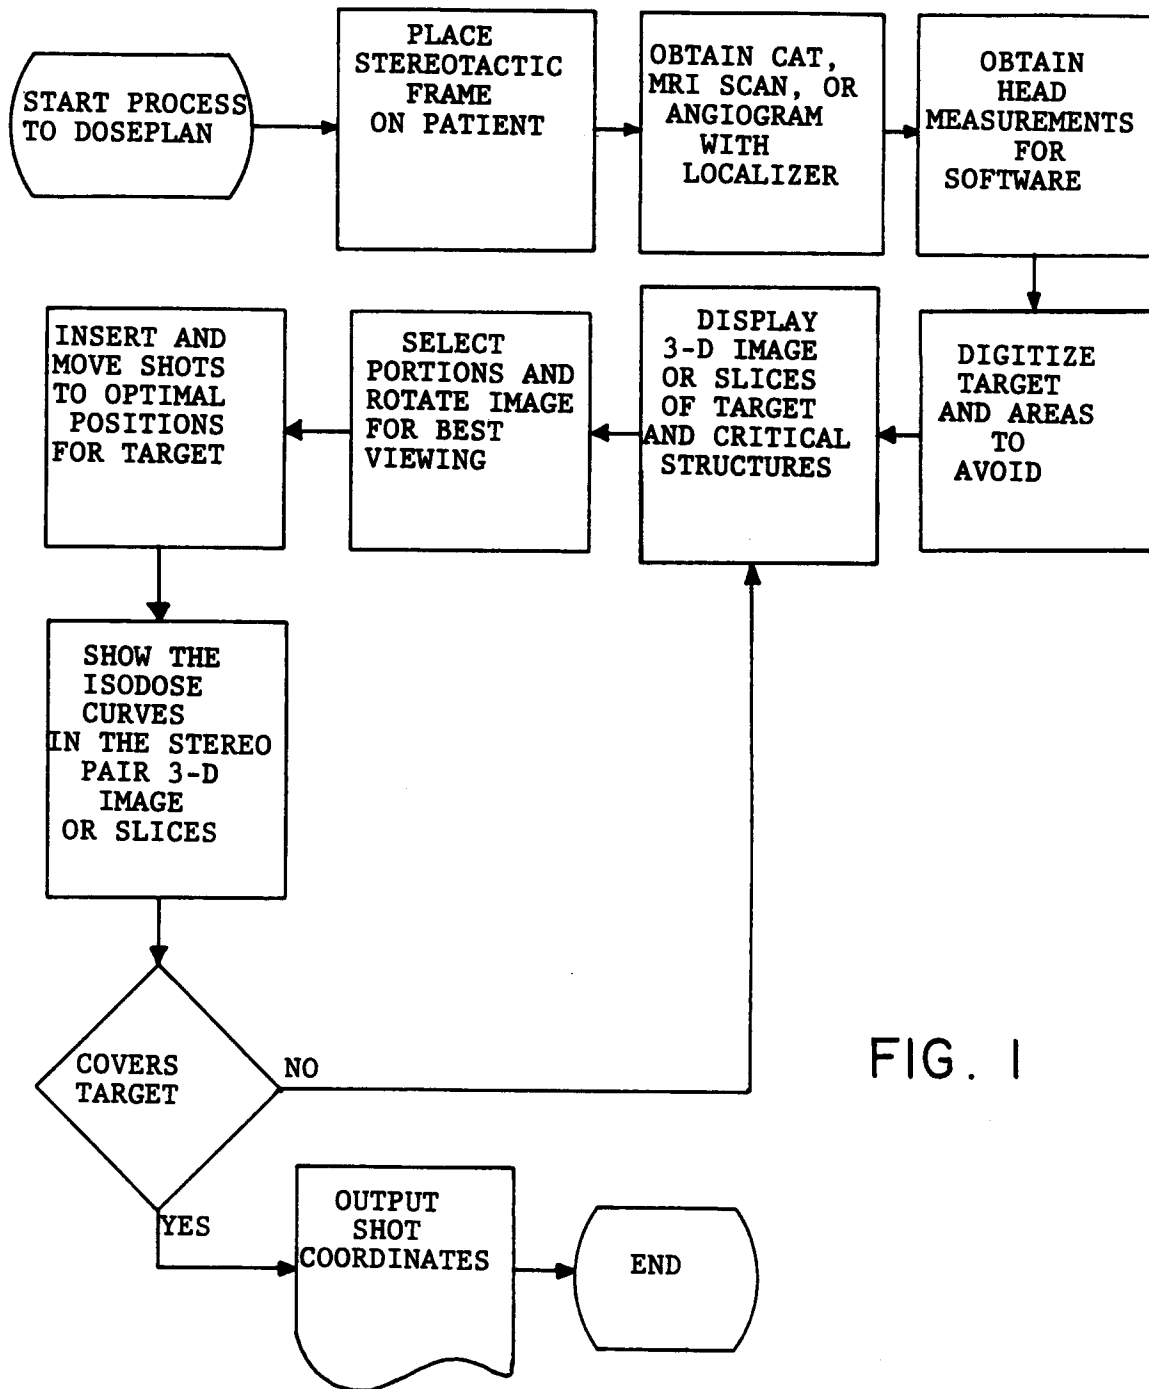 START PROCESS
TO DOSEPLAN
PLACE
STEREOTACTIC
FRAME
ON PATIENT
OBTAIN CAT,
MRI SCAN, OR
ANGIOGRAM
WITH
LOCALIZER
OBTAIN
HEAD
MEASUREMENTS
FOR
SOFTWARE
DIGITIZE
TARGET
AND AREAS
TO
AVOID
DISPLAY
3-D IMAGE
OR SLICES
OF TARGET
AND CRITICAL
STRUCTURES
SELECT
PORTIONS AND
ROTATE IMAGE
FOR BEST
VIEWING
INSERT AND
MOVE SHOTS
TO OPTIMAL
POSITIONS
FOR TARGET
SHOW THE
ISODOSE
CURVES
IN THE STEREO
PAIR 3-D
IMAGE
OR SLICES
COVERS
TARGET
NO
YES
OUTPUT
SHOT
COORDINATES
END
FIG. 1